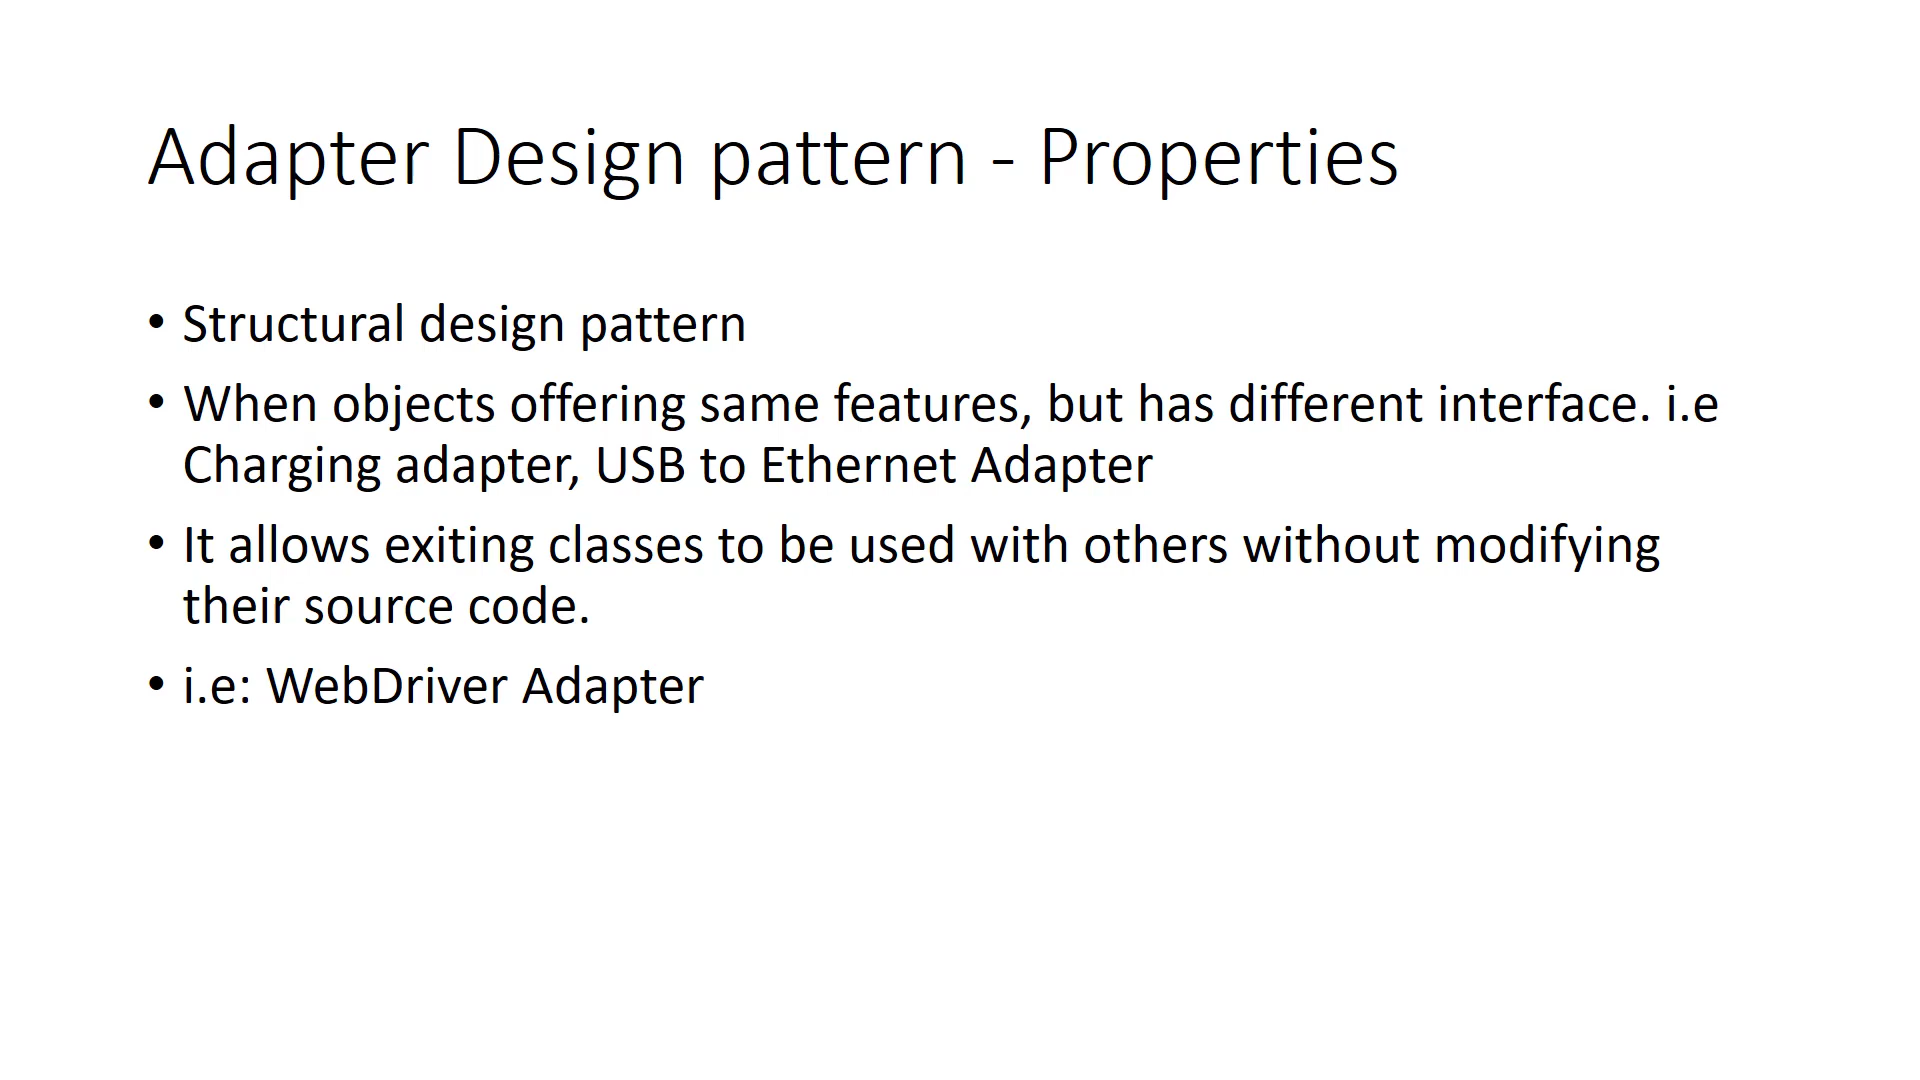 Adapter Design pattern - Properties
• Structural design pattern
• When objects offering same features, but has different interface. i.e
Charging adapter, USB to Ethernet Adapter
• It allows exiting classes to be used with others without modifying
their source code.
• i.e: WebDriver Adapter